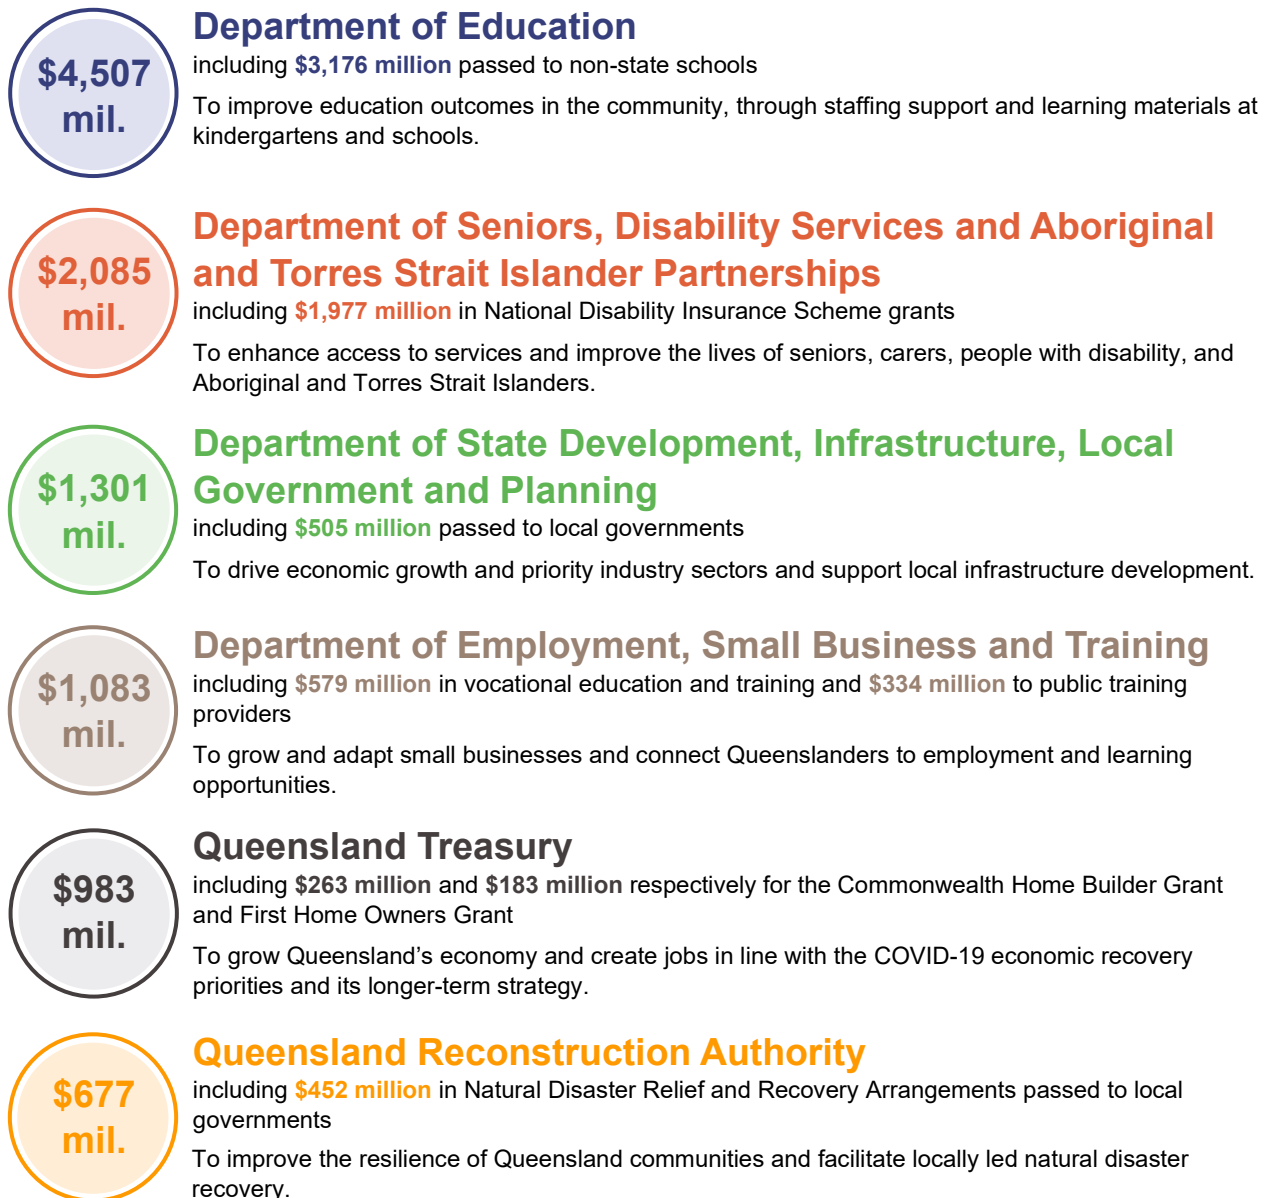 $4,507
mil.
Department of Education
including $3,176 million passed to non-state schools
To improve education outcomes in the community, through staffing support and learning materials at
kindergartens and schools.
$2,085
mil.
Department of Seniors, Disability Services and Aboriginal
and Torres Strait Islander Partnerships
including $1,977 million in National Disability Insurance Scheme grants
To enhance access to services and improve the lives of seniors, carers, people with disability, and
Aboriginal and Torres Strait Islanders.
$1,301
mil.
Department of State Development, Infrastructure, Local
Government and Planning
including $505 million passed to local governments
To drive economic growth and priority industry sectors and support local infrastructure development.
$1,083
mil.
Department of Employment, Small Business and Training
including $579 million in vocational education and training and $334 million to public training
providers
To grow and adapt small businesses and connect Queenslanders to employment and learning
opportunities.
$983
mil.
Queensland Treasury
including $263 million and $183 million respectively for the Commonwealth Home Builder Grant
and First Home Owners Grant
To grow Queensland’s economy and create jobs in line with the COVID-19 economic recovery
priorities and its longer-term strategy.
$677
mil.
Queensland Reconstruction Authority
including $452 million in Natural Disaster Relief and Recovery Arrangements passed to local
governments
To improve the resilience of Queensland communities and facilitate locally led natural disaster
recovery.